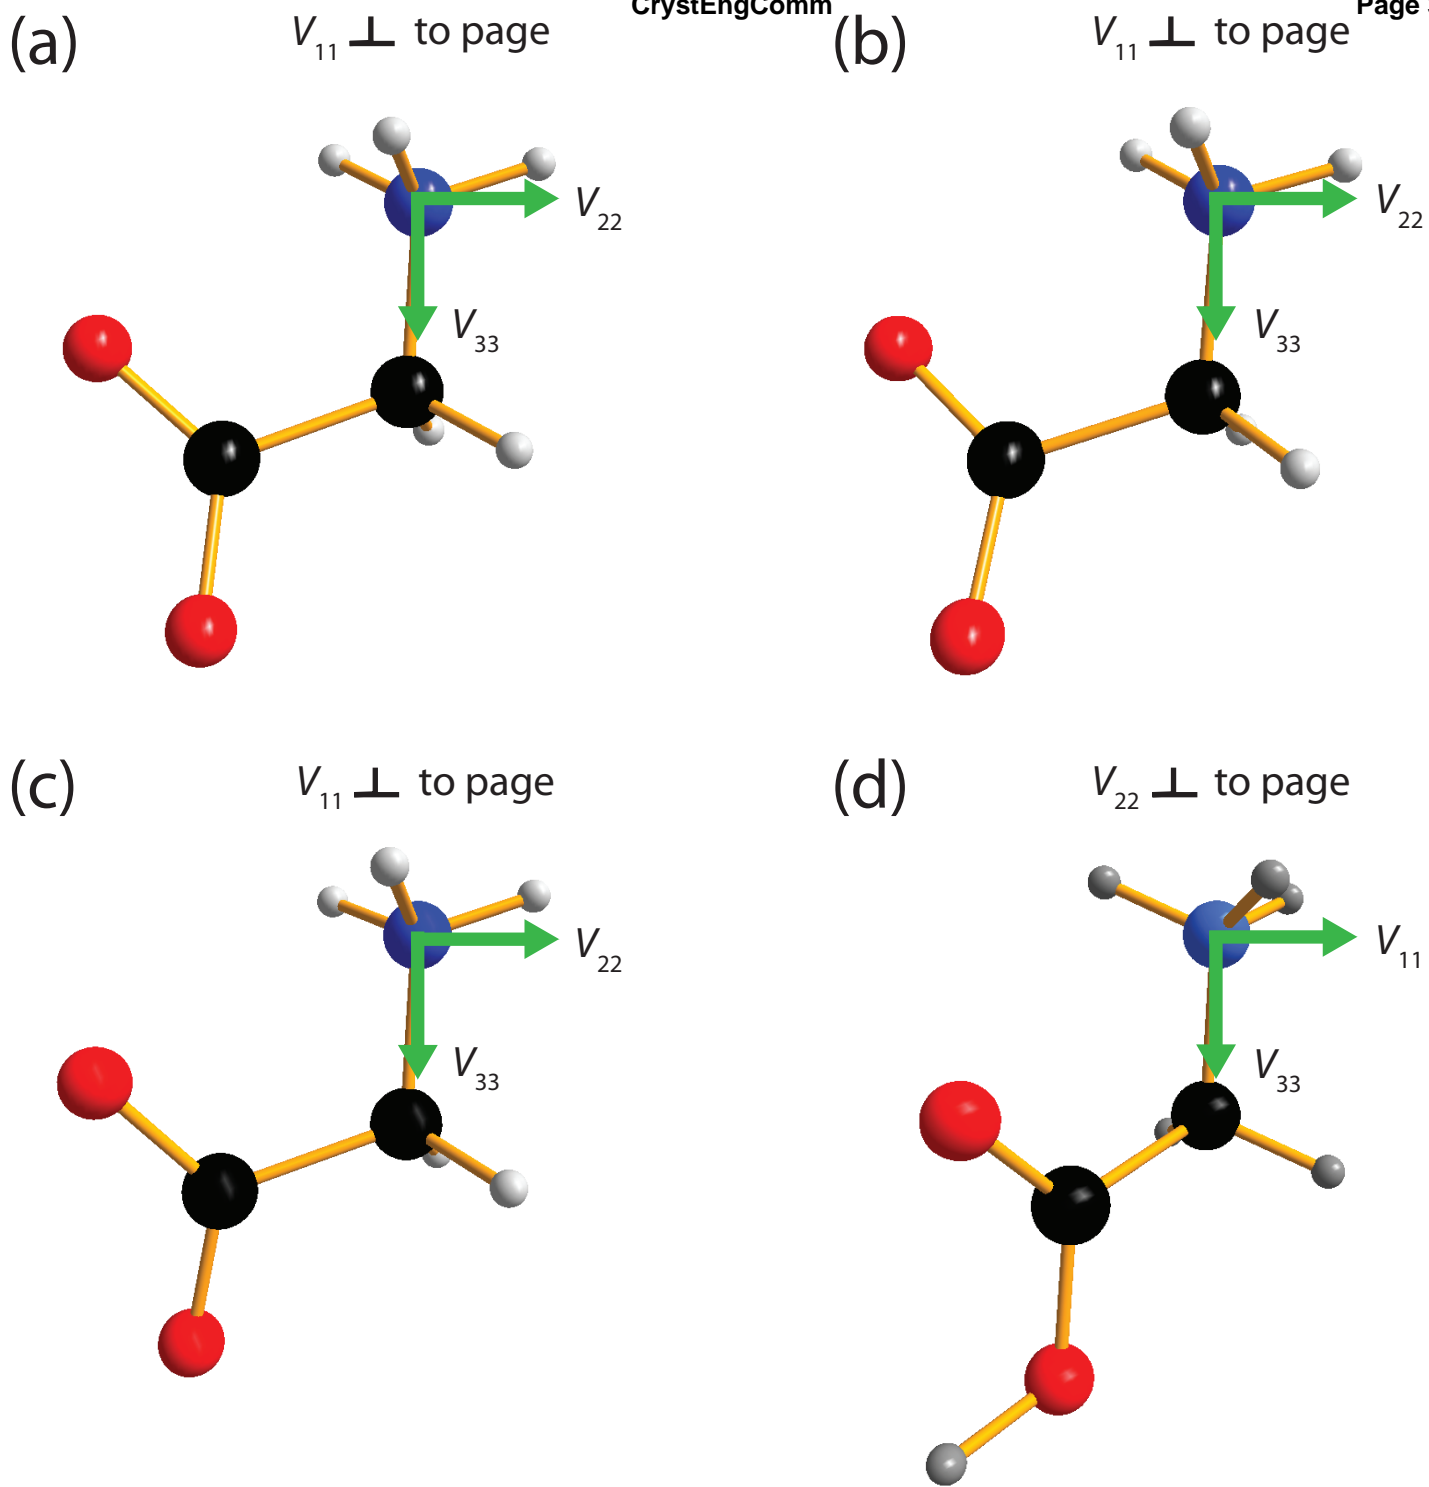 CrystEngComm
Page
(a)
V11 ⊥ to page
V22
V33
(b)
V11 ⊥ to page
V22
V33
(c)
V11 ⊥ to page
V22
V33
(d)
V22 ⊥ to page
V11
V33